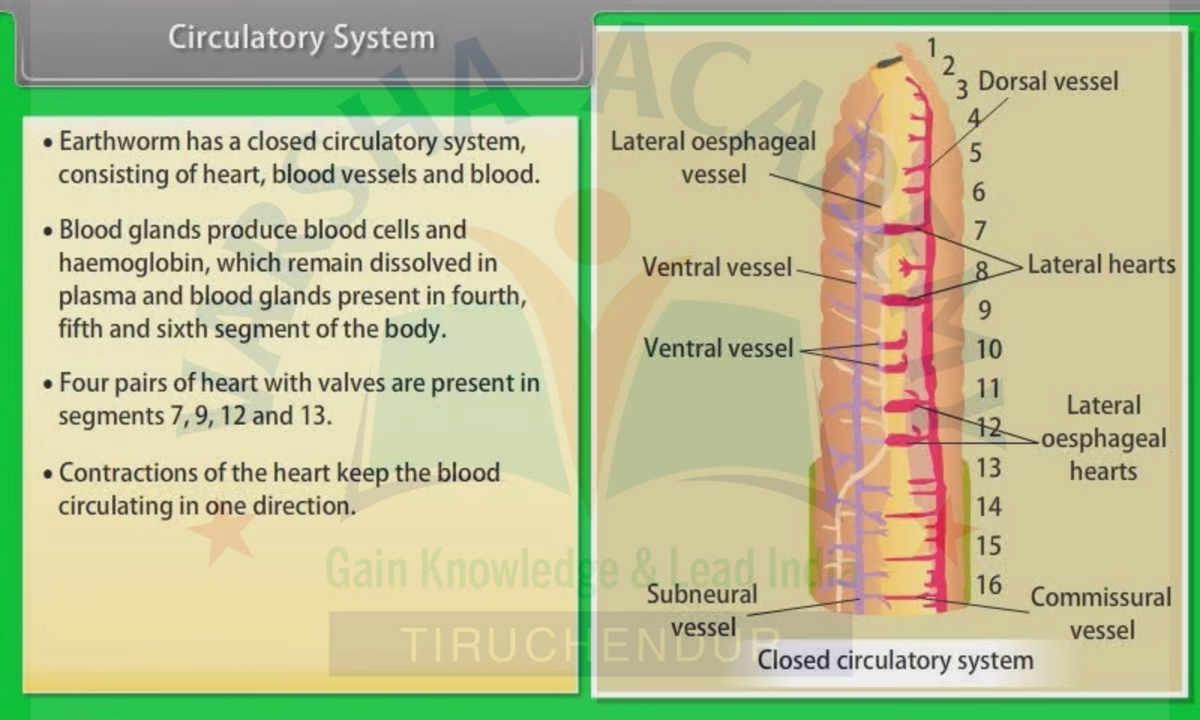 Circulatory System
• Earthworm has a closed circulatory system,
consisting of heart, blood vessels and blood.
• Blood glands produce blood cells and
haemoglobin, which remain dissolved in
plasma and blood glands present in fourth,
fifth and sixth segment of the body.
• Four pairs of heart with valves are present in
segments 7, 9, 12 and 13.
• Contractions of the heart keep the blood
circulating in one direction.
1
2
3
Dorsal vessel
4
Lateral oesphageal
vessel
5
6
7
Ventral vessel
8
Lateral hearts
9
Ventral vessel
10
11
12
Lateral
oesphageal
hearts
13
14
15
16
Subneural
vessel
Commissural
vessel
Closed circulatory system
VARSHA ACADEMY
Gain Knowledge & Lead India
TIRUCHENDUR